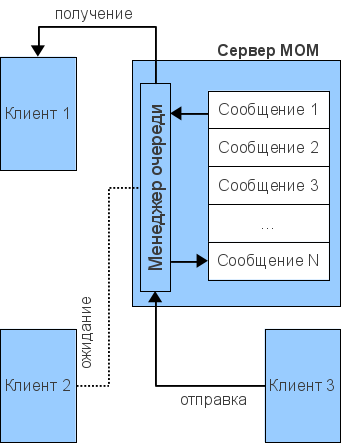 получение
Сервер МОМ
Клиент 1
Менеджер очереди
Сообщение 1
Сообщение 2
Сообщение 3
...
Сообщение N
ожидание
Клиент 2
отправка
Клиент 3